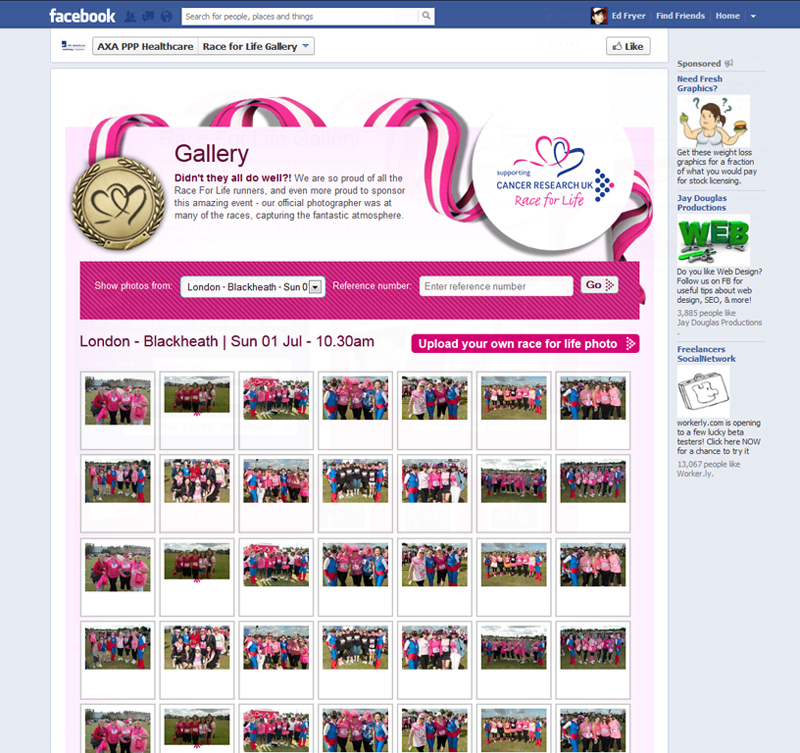 facebook
Search for people, places and things
Ed Fryer
Find Friends
Home
AXA PPP Healthcare
Race for Life Gallery
Like
Gallery
Didn't they all do well?! We are so proud of all the
Race For Life runners, and even more proud to sponsor
this amazing event - our official photographer was at
many of the races, capturing the fantastic atmosphere.
supporting
CANCER RESEARCH UK
Race for Life
Show photos from:
London - Blackheath - Sun 0
Reference number:
Enter reference number
Go
London - Blackheath | Sun 01 Jul - 10.30am
Upload your own race for life photo
Sponsored
Need Fresh
Graphics?
Get these weight loss
graphics for a fraction
of what you would pay
for stock licensing.
Jay Douglas
Productions
WEB
Do you like Web Design?
Follow us on FB for
useful tips about web
design, SEO, & more!
3,885 people like
Jay Douglas Productions
.
Freelancers
SocialNetwork
workerly.com is opening
to a few lucky beta
testers! Click here NOW
for a chance to try it
13,067 people like
Worker.ly.